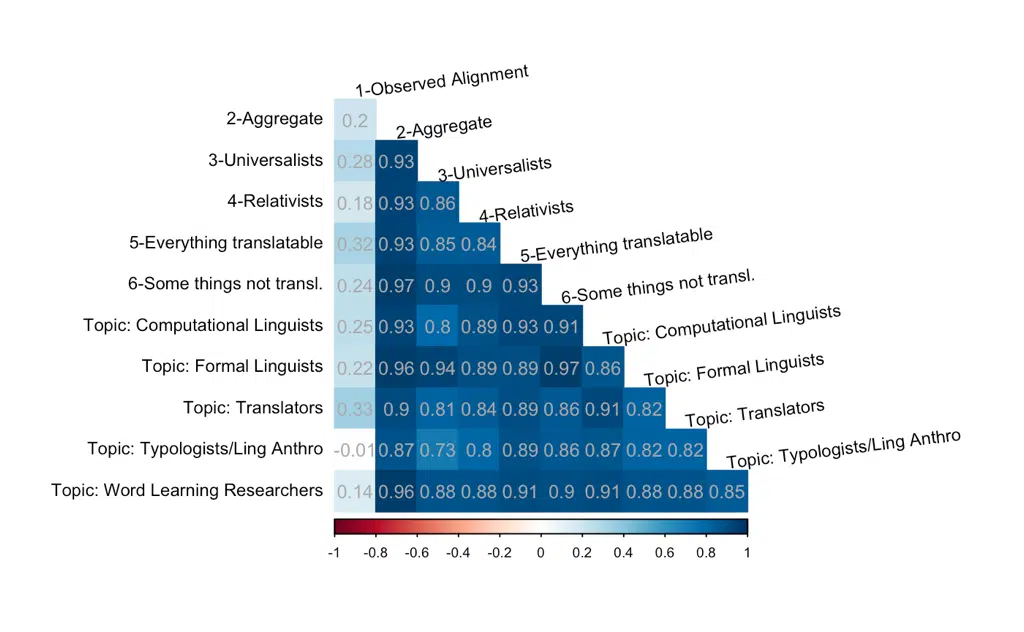 1-Observed Alignment
2-Aggregate 0.2 2-Aggregate
3-Universalists 0.28 0.93 3-Universalists
4-Relativists 0.18 0.93 0.86 4-Relativists
5-Everything translatable 0.32 0.93 0.85 0.84 5-Everything translatable
6-Some things not transl. 0.24 0.97 0.9 0.9 0.93 6-Some things not transl.
Topic: Computational Linguists 0.25 0.93 0.8 0.89 0.93 0.91 Topic: Computational Linguists
Topic: Formal Linguists 0.22 0.96 0.94 0.89 0.89 0.97 0.86 Topic: Formal Linguists
Topic: Translators 0.33 0.9 0.81 0.84 0.89 0.86 0.91 0.82 Topic: Translators
Topic: Typologists/Ling Anthro -0.01 0.87 0.73 0.8 0.89 0.86 0.87 0.82 0.82 Topic: Typologists/Ling Anthro
Topic: Word Learning Researchers 0.14 0.96 0.88 0.88 0.91 0.9 0.91 0.88 0.88 0.85
-1 -0.8 -0.6 -0.4 -0.2 0 0.2 0.4 0.6 0.8 1